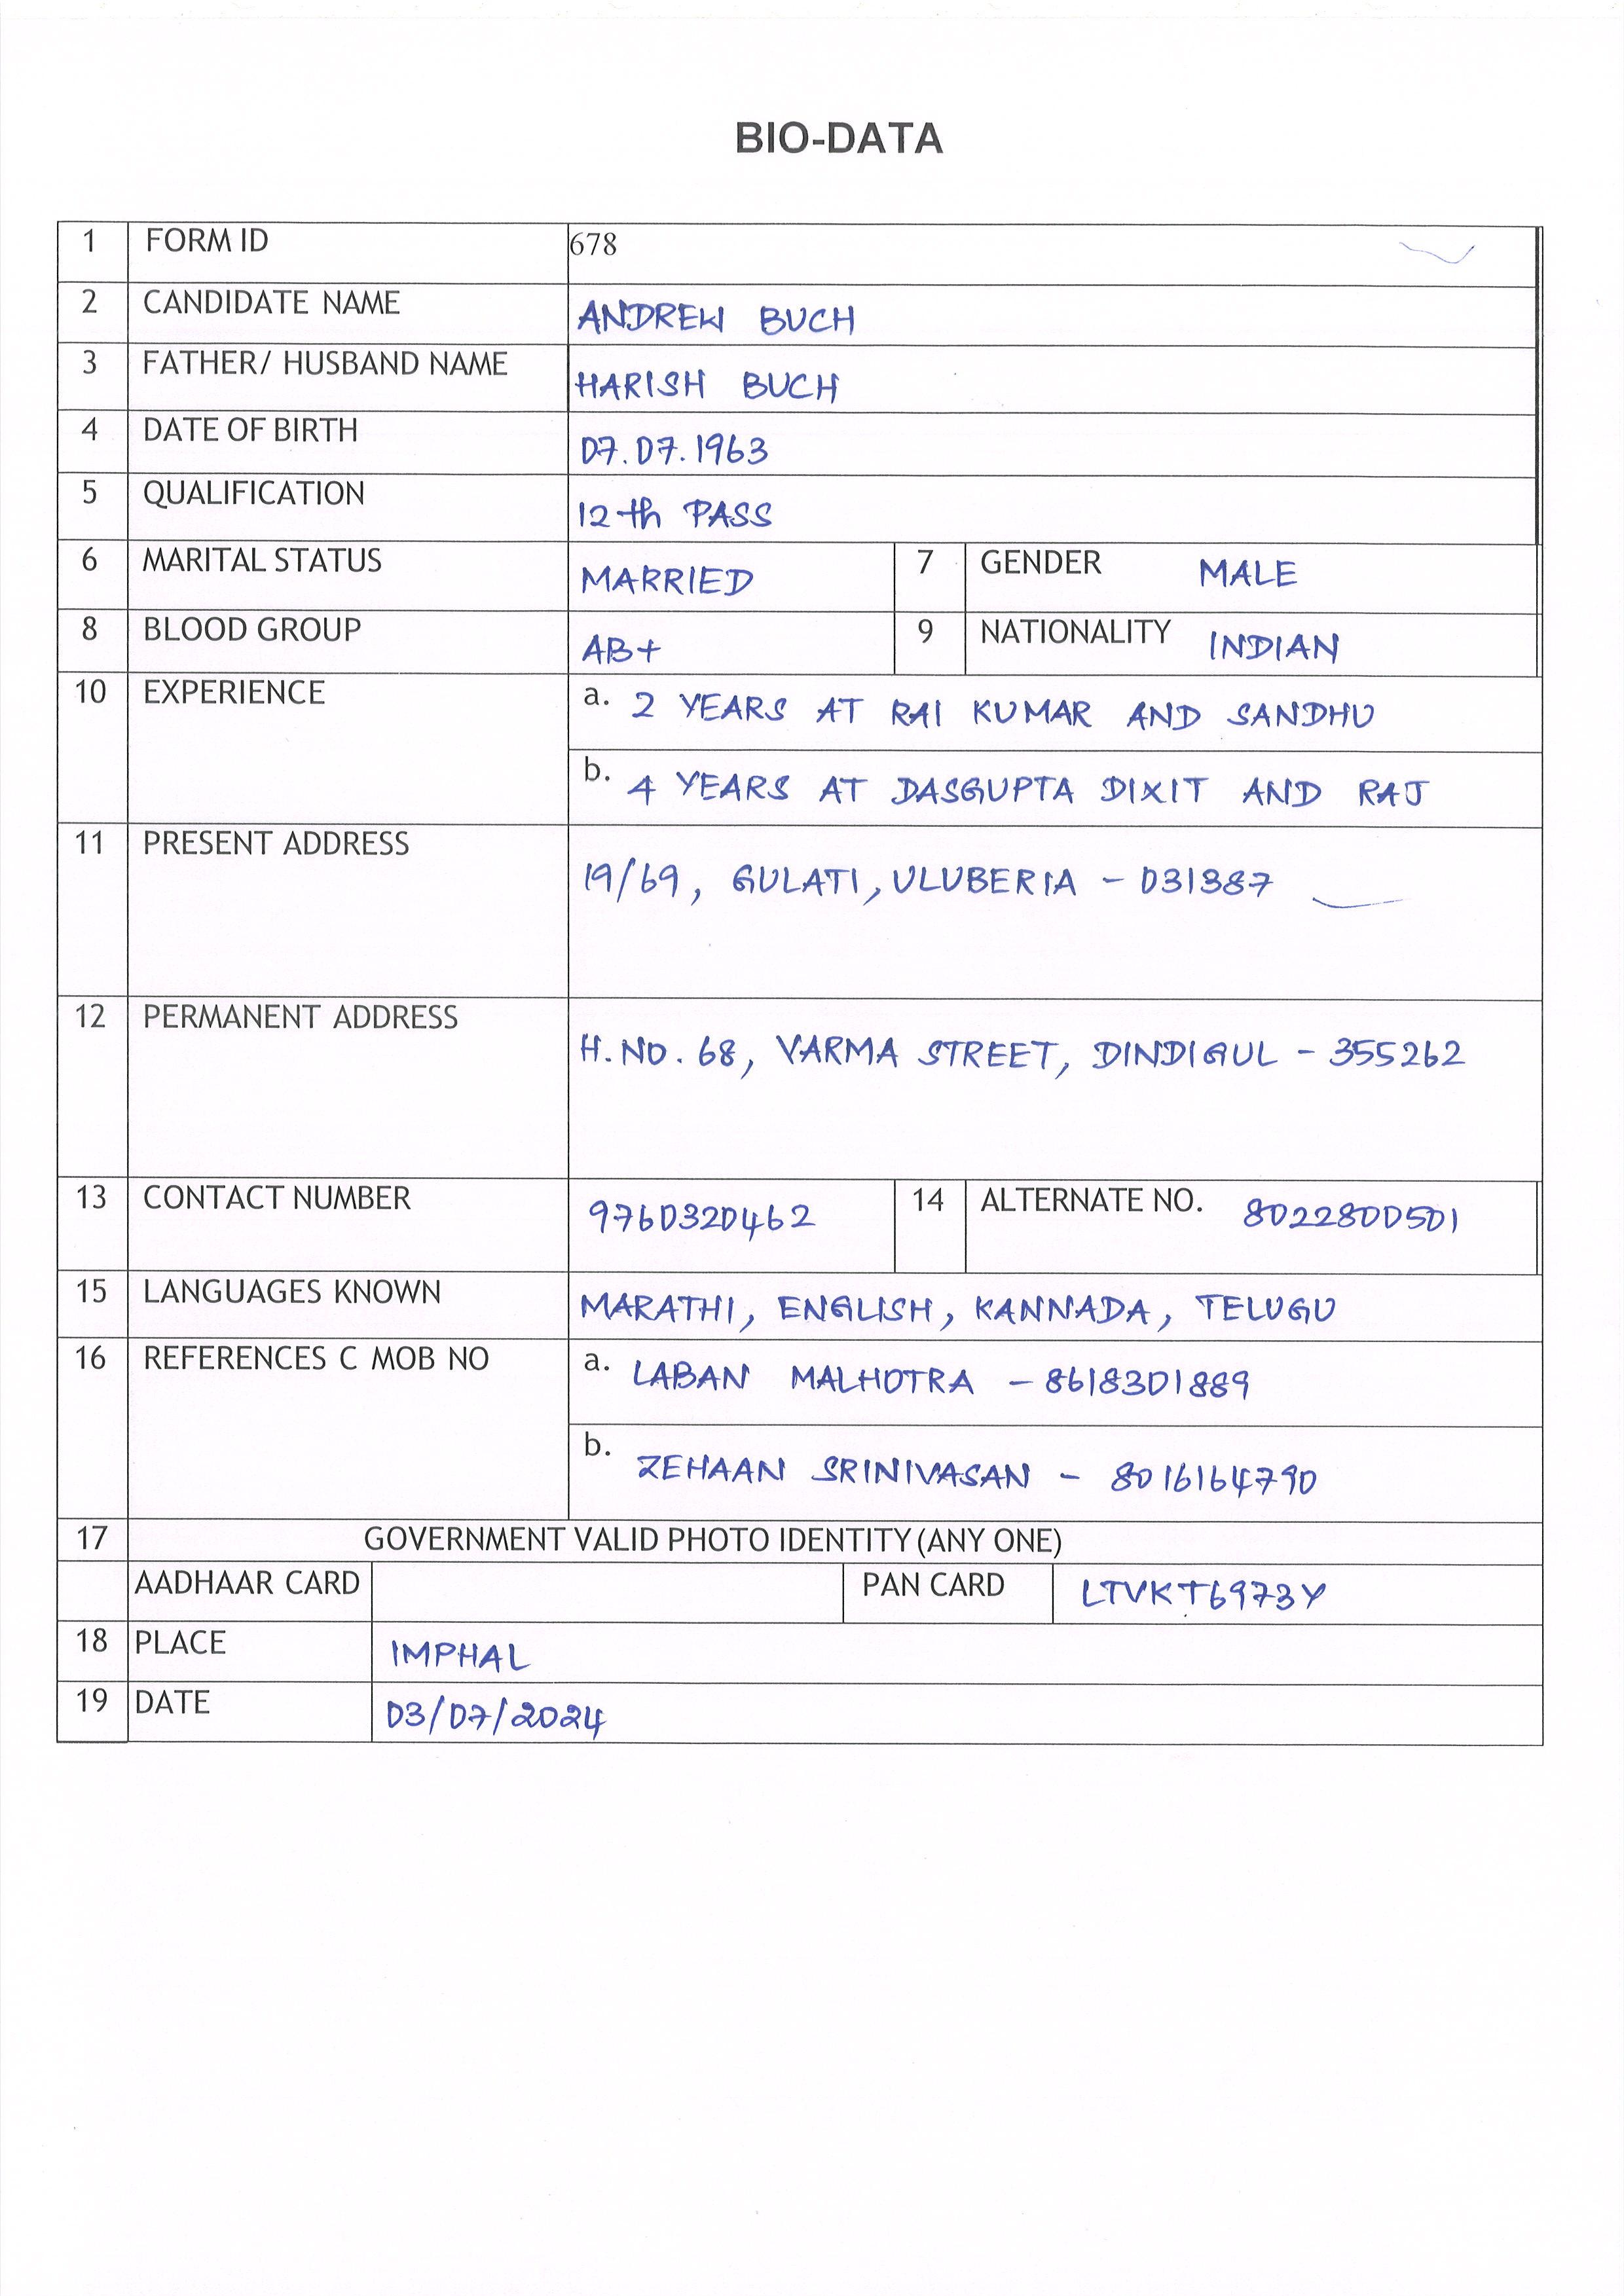 BIO-DATA
1 FORM ID 678
2 CANDIDATE NAME ANDREW BUCH
3 FATHER/ HUSBAND NAME HARISH BUCH
4 DATE OF BIRTH 07.07.1963
5 QUALIFICATION 12th PASS
6 MARITAL STATUS MARRIED 7 GENDER MALE
8 BLOOD GROUP AB+ 9 NATIONALITY INDIAN
10 EXPERIENCE a. 2 YEARS AT RAI KUMAR AND SANDHU
b. 4 YEARS AT DASGUPTA DIXIT AND RAJ
11 PRESENT ADDRESS 19/69, GULATI, ULUBERIA - 031387
12 PERMANENT ADDRESS H.NO. 68, VARMA STREET, DINDIGUL - 355262
13 CONTACT NUMBER 9760320462 14 ALTERNATE NO. 8022800501
15 LANGUAGES KNOWN MARATHI, ENGLISH, KANNADA, TELUGU
16 REFERENCES C MOB NO a. LABAN MALHOTRA - 8618301889
b. ZEHAAN SRINIVASAN - 8016164790
17 GOVERNMENT VALID PHOTO IDENTITY (ANY ONE)
AADHAAR CARD PAN CARD LTVKT6973Y
18 PLACE IMPHAL
19 DATE 03/07/2024